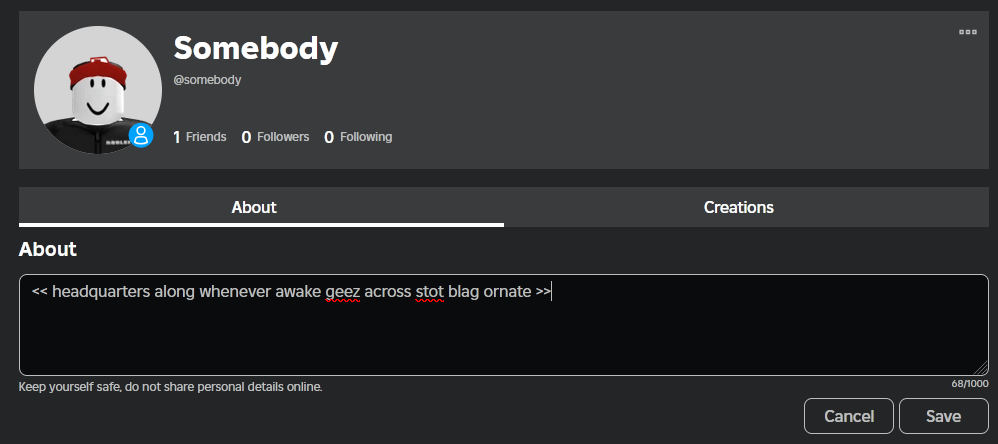 Somebody
@somebody
1 Friends 0 Followers 0 Following
About Creations
About
<< headquarters along whenever awake geez across stot blag ornate >>
Keep yourself safe, do not share personal details online. 68/1000
Cancel Save